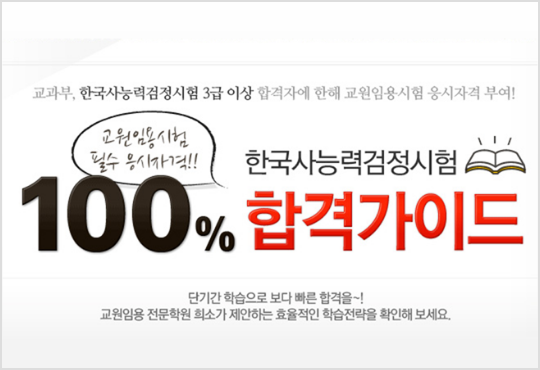 교과부, 한국사능력검정시험 3급 이상 합격자에 한해 교원임용시험 응시자격 부여!
교원임용시험
필수 응시자격!!
한국사능력검정시험
100% 합격가이드
단기간 학습으로 보다 빠른 합격을~!
교원임용 전문학원 희소가 제안하는 효율적인 학습전략을 확인해 보세요.